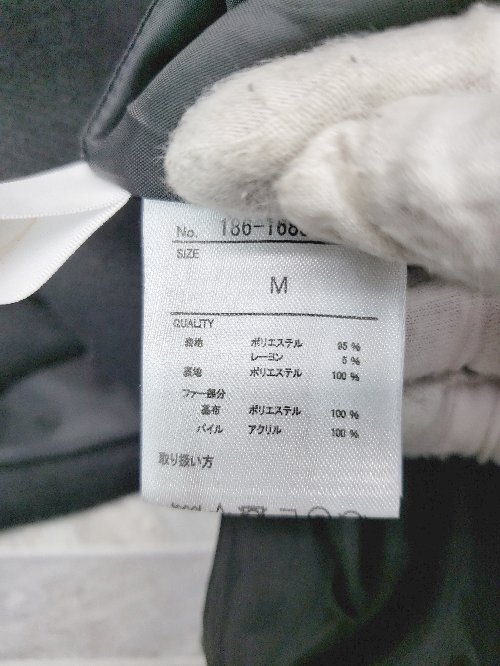 No. 186-168
SIZE
M
QUALITY
表地 ポリエステル 95 %
レーヨン 5 %
裏地 ポリエステル 100 %
ファー部分
基布 ポリエステル 100 %
パイル アクリル 100 %
取り扱い方